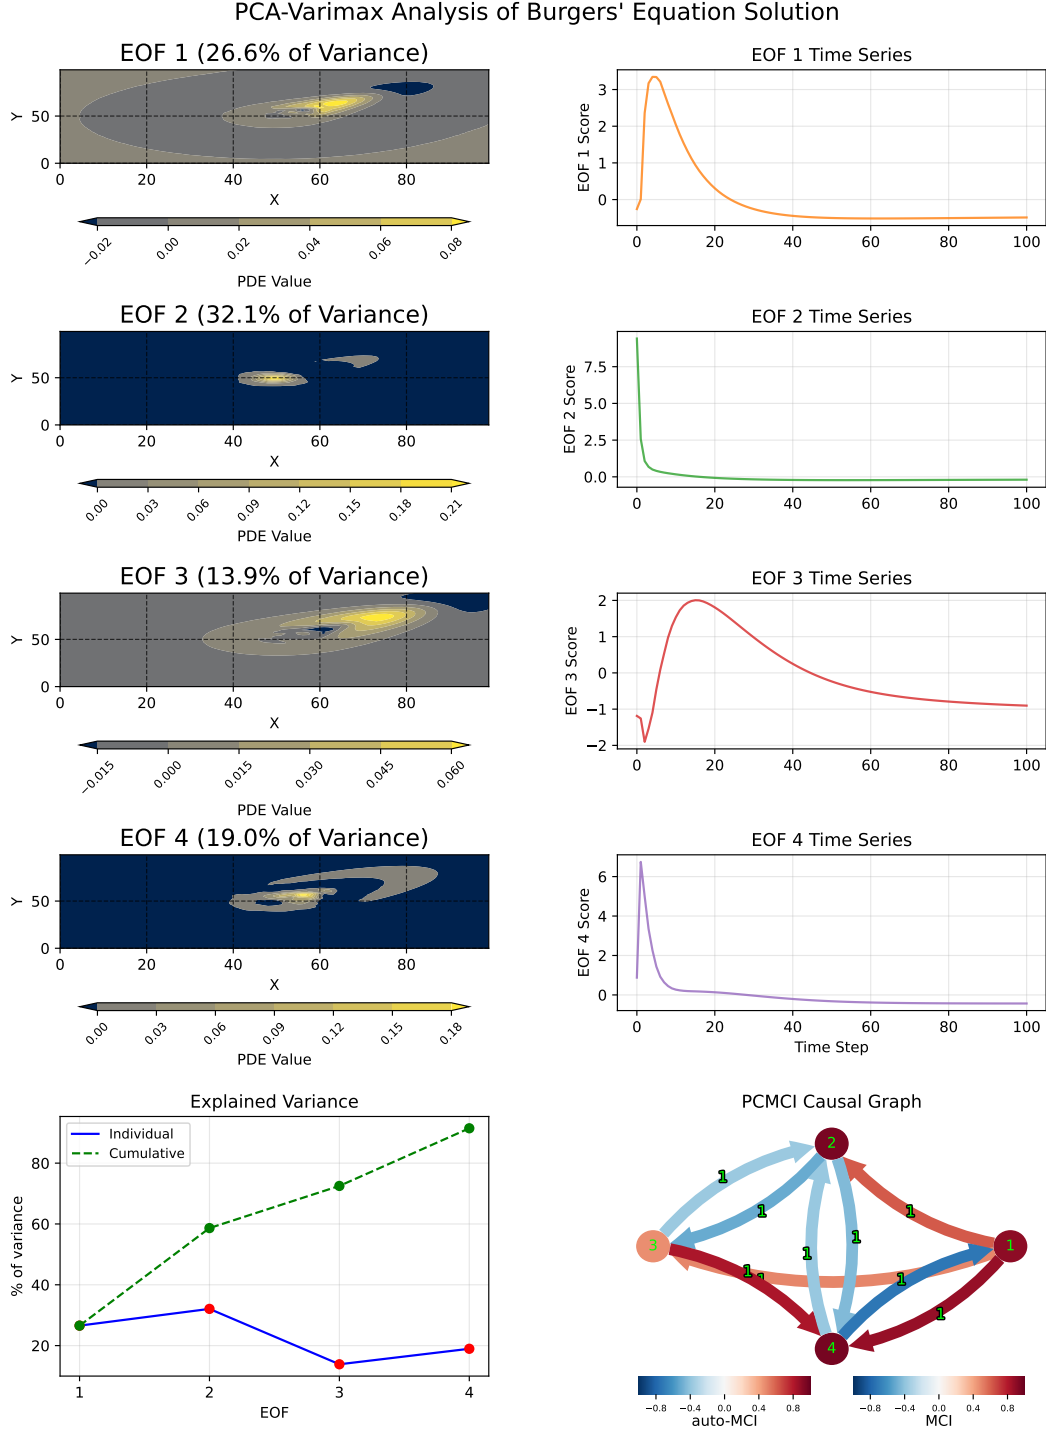 PCA-Varimax Analysis of Burgers' Equation Solution
EOF 1 (26.6% of Variance)
Y
50
0
0 20 40 60 80
X
−0.02 0.00 0.02 0.04 0.06 0.08
PDE Value
EOF 1 Time Series
EOF 1 Score
3
2
1
0
0 20 40 60 80 100
EOF 2 (32.1% of Variance)
Y
50
0
0 20 40 60 80
X
0.00 0.03 0.06 0.09 0.12 0.15 0.18 0.21
PDE Value
EOF 2 Time Series
EOF 2 Score
7.5
5.0
2.5
0.0
0 20 40 60 80 100
EOF 3 (13.9% of Variance)
Y
50
0
0 20 40 60 80
X
−0.015 0.000 0.015 0.030 0.045 0.060
PDE Value
EOF 3 Time Series
EOF 3 Score
2
1
0
−1
−2
0 20 40 60 80 100
EOF 4 (19.0% of Variance)
Y
50
0
0 20 40 60 80
X
0.00 0.03 0.06 0.09 0.12 0.15 0.18
PDE Value
EOF 4 Time Series
EOF 4 Score
6
4
2
0
0 20 40 60 80 100
Time Step
Explained Variance
Individual
Cumulative
% of variance
80
60
40
20
1 2 3 4
EOF
PCMCI Causal Graph
2
1
1
1
1
3
1
1
1
1
1
1
4
−0.8 −0.4 0.0 0.4 0.8
auto-MCI
−0.8 −0.4 0.0 0.4 0.8
MCI